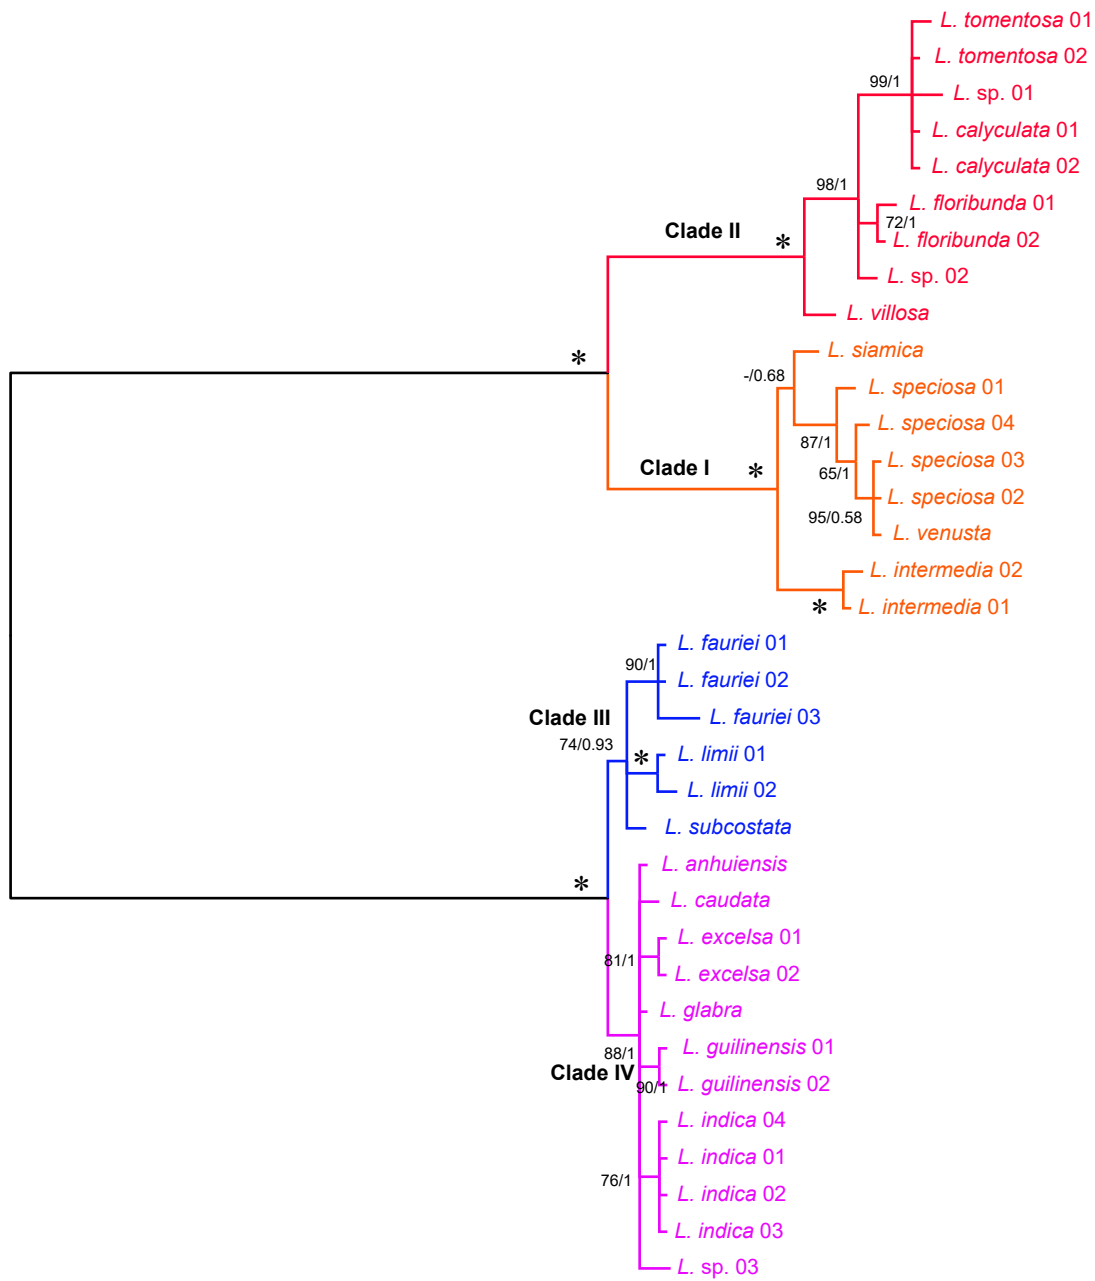 L. tomentosa 01
L. tomentosa 02
99/1
L. sp. 01
L. calyculata 01
L. calyculata 02
98/1
L. floribunda 01
72/1
Clade II
*
L. floribunda 02
L. sp. 02
L. villosa
*
L. siamica
-/0.68
L. speciosa 01
L. speciosa 04
87/1
Clade I
*
65/1
L. speciosa 03
L. speciosa 02
95/0.58
L. venusta
L. intermedia 02
*
L. intermedia 01
L. fauriei 01
90/1
L. fauriei 02
Clade III
L. fauriei 03
74/0.93
*
L. limii 01
L. limii 02
L. subcostata
L. anhuiensis
*
L. caudata
L. excelsa 01
81/1
L. excelsa 02
L. glabra
L. guilinensis 01
88/1
Clade IV
90/1
L. guilinensis 02
L. indica 04
L. indica 01
76/1
L. indica 02
L. indica 03
L. sp. 03